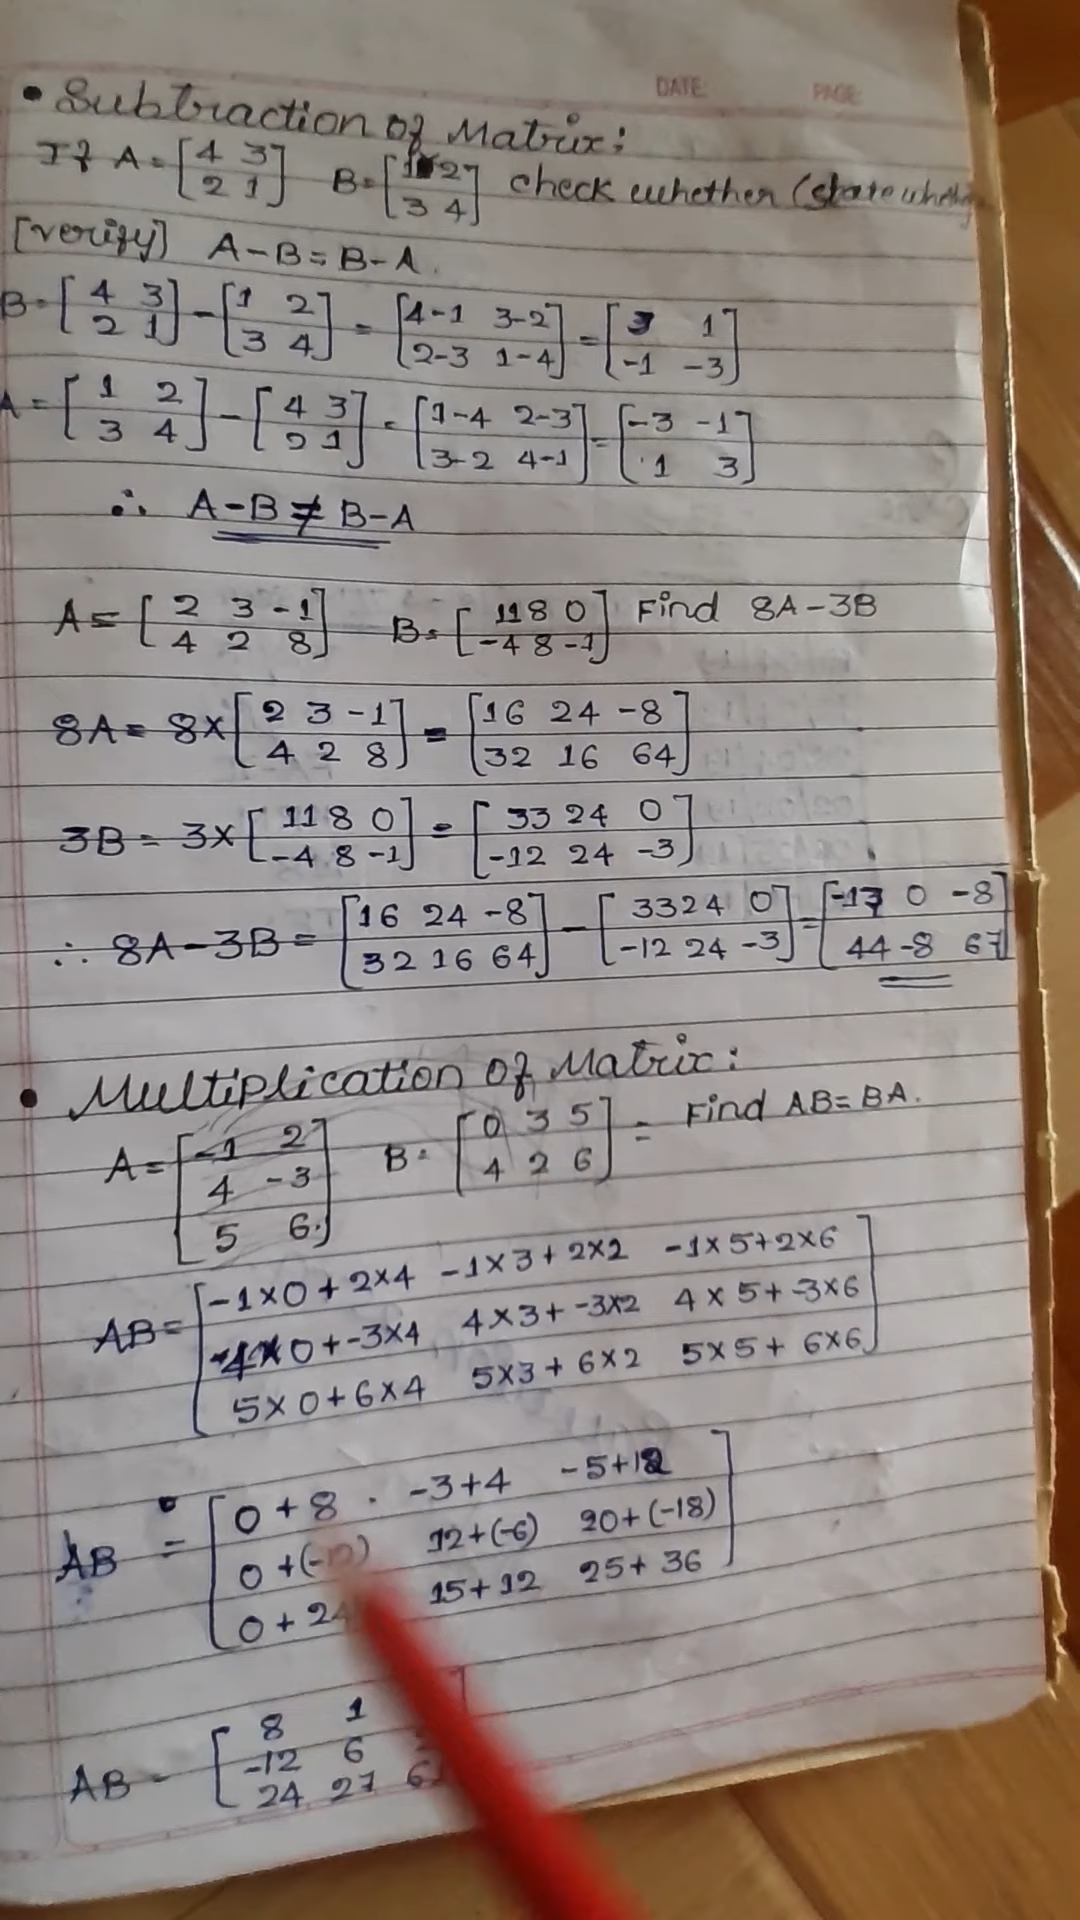 DATE: PAGE:
• Subtraction of Matrix:
If A = [4 3] B = [1 2] check whether (state whether
[2 1] [3 4]
[verify] A-B = B-A.
B = [4 3] - [1 2] = [4-1 3-2] = [3 1]
[2 1] [3 4] [2-3 1-4] [-1 -3]
A = [1 2] - [4 3] = [1-4 2-3] = [-3 -1]
[3 4] [2 1] [3-2 4-1] [1 3]
∴ A-B ≠ B-A
A = [2 3 -1] B = [11 8 0] Find 8A-3B
[4 2 8] [-4 8 -1]
8A = 8× [2 3 -1] = [16 24 -8]
[4 2 8] [32 16 64]
3B = 3× [11 8 0] = [33 24 0]
[-4 8 -1] [-12 24 -3]
∴ 8A-3B = [16 24 -8] - [33 24 0] = [-17 0 -8]
[32 16 64] [-12 24 -3] [44 -8 67]
• Multiplication of Matrix:
A = [-1 2] B = [0 3 5] = Find AB = BA.
[4 -3] [4 2 6]
[5 6]
AB = [-1×0+2×4 -1×3+2×2 -1×5+2×6]
[4×0+-3×4 4×3+-3×2 4×5+-3×6]
[5×0+6×4 5×3+6×2 5×5+6×6]
AB = [0+8 -3+4 -5+12]
[0+(-12) 12+(-6) 20+(-18)]
[0+24 15+12 25+36]
AB = [8 1
[-12 6
[24 27 6